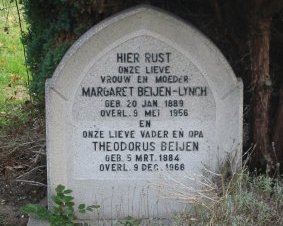 HIER RUST
ONZE LIEVE
VROUW EN MOEDER
MARGARET BEIJEN-LYNCH
GEB. 20 JAN. 1889
OVERL. 9 MEI 1956
EN
ONZE LIEVE VADER EN OPA
THEODORUS BEIJEN
GEB. 5 MRT. 1884
OVERL. 9 DEC. 1966